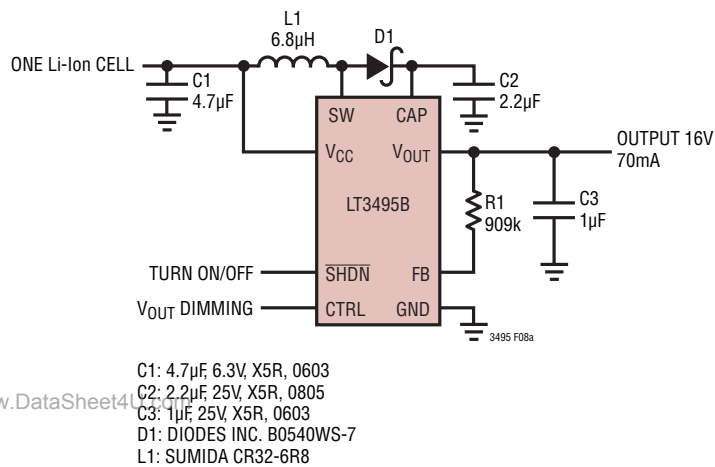 L1
6.8µH
D1
ONE Li-Ion CELL
C1
4.7µF
C2
2.2µF
SW
CAP
VCC
VOUT
OUTPUT 16V
70mA
LT3495B
R1
909k
C3
1µF
TURN ON/OFF
SHDN
FB
VOUT DIMMING
CTRL
GND
3495 F08a
C1: 4.7µF, 6.3V, X5R, 0603
w.DataSheet4U.com
C2: 2.2µF, 25V, X5R, 0805
C3: 1µF, 25V, X5R, 0603
D1: DIODES INC. B0540WS-7
L1: SUMIDA CR32-6R8